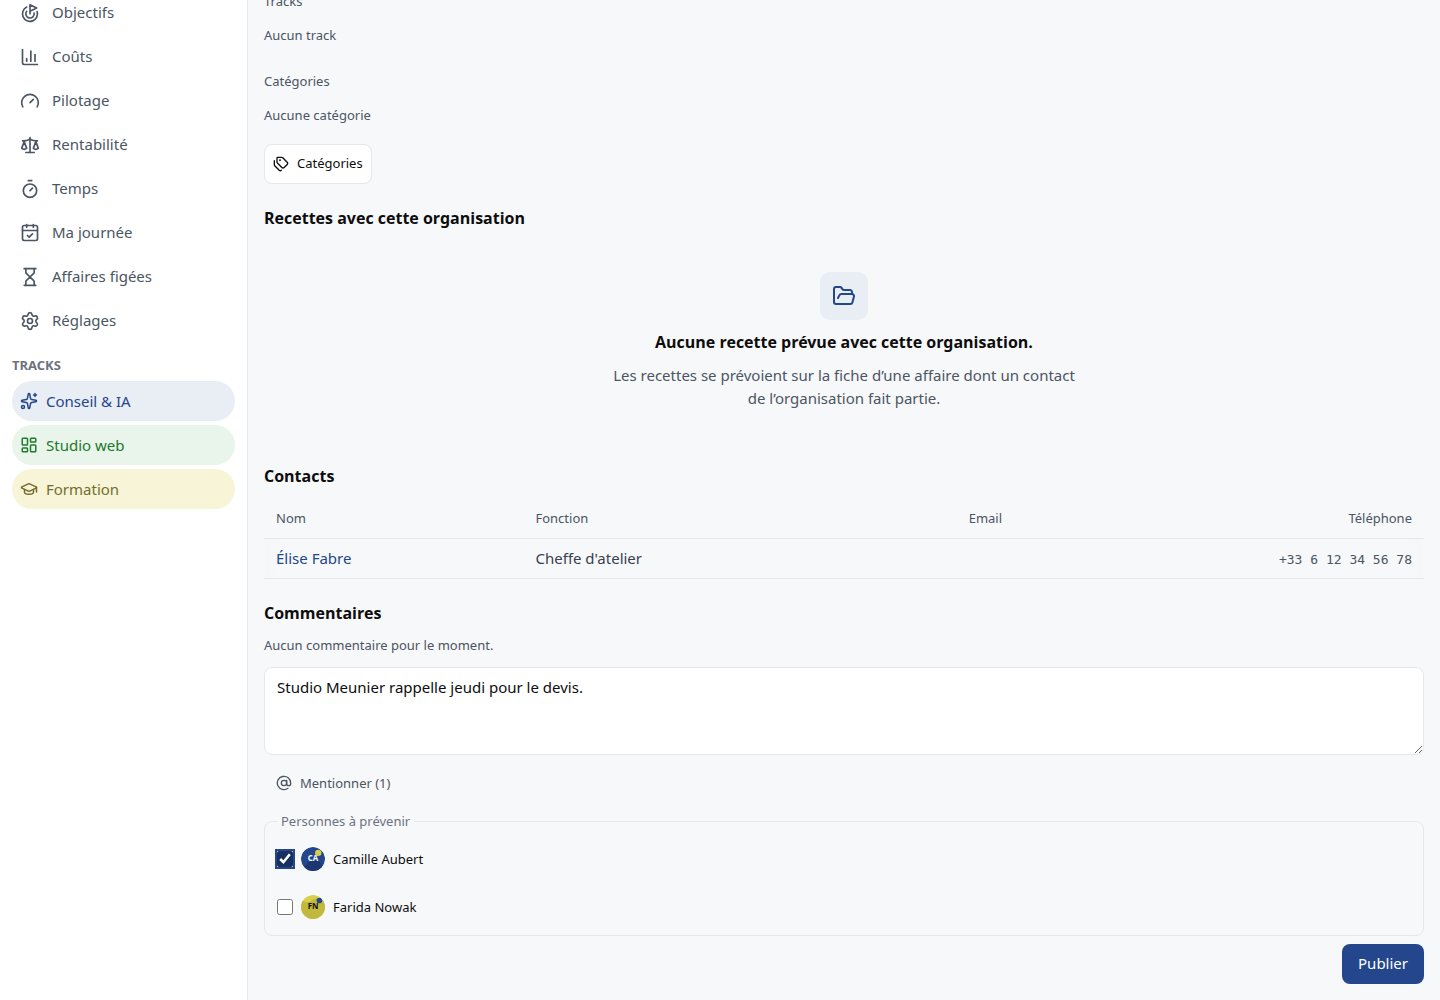 Objectifs
Coûts
Pilotage
Rentabilité
Temps
Ma journée
Affaires figées
Réglages
TRACKS
Conseil & IA
Studio web
Formation
Tracks
Aucun track
Catégories
Aucune catégorie
Catégories
Recettes avec cette organisation
Aucune recette prévue avec cette organisation.
Les recettes se prévoient sur la fiche d’une affaire dont un contact
de l’organisation fait partie.
Contacts
Nom Fonction Email Téléphone
Élise Fabre Cheffe d'atelier +33 6 12 34 56 78
Commentaires
Aucun commentaire pour le moment.
Studio Meunier rappelle jeudi pour le devis.
Mentionner (1)
Personnes à prévenir
CA Camille Aubert
FN Farida Nowak
Publier